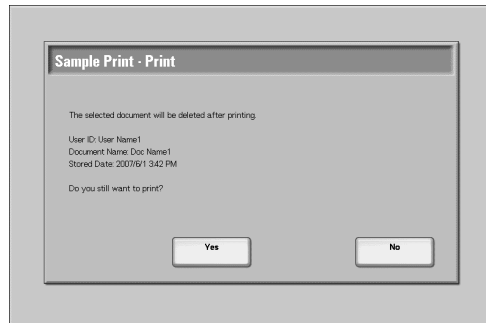 Sample Print - Print
The selected document will be deleted after printing.
User ID: User Name1
Document Name: Doc Name1
Stored Date: 2007/6/1 3:42 PM
Do you still want to print?
Yes
No